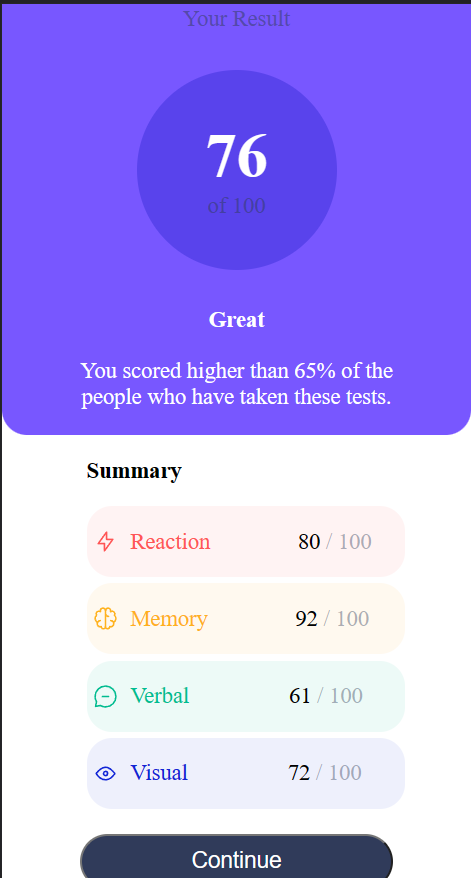 Your Result
76
of 100
Great
You scored higher than 65% of the
people who have taken these tests.
Summary
Reaction 80 / 100
Memory 92 / 100
Verbal 61 / 100
Visual 72 / 100
Continue